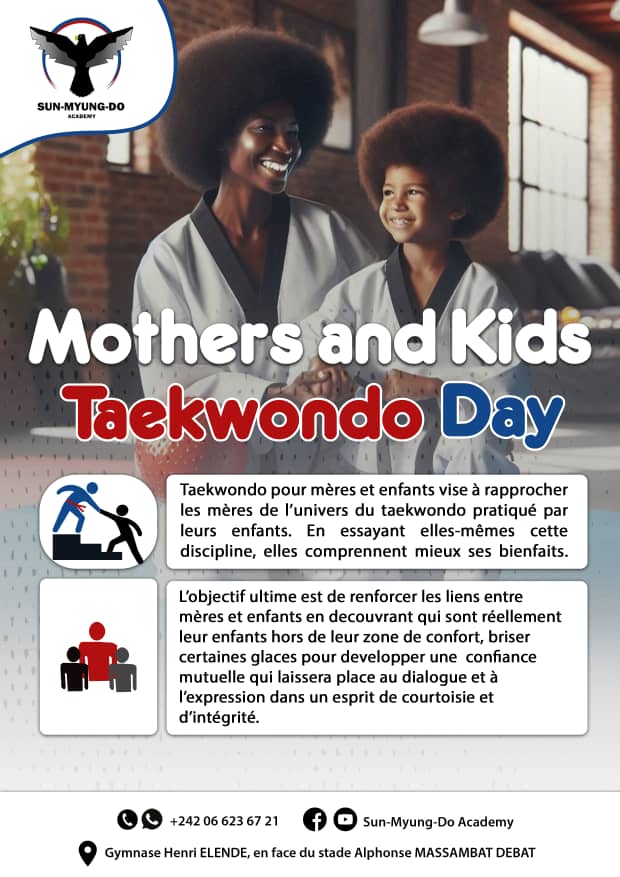 SUN-MYUNG-DO
ACADEMY
Mothers and Kids
Taekwondo Day
Taekwondo pour mères et enfants vise à rapprocher
les mères de l'univers du taekwondo pratiqué par
leurs enfants. En essayant elles-mêmes cette
discipline, elles comprennent mieux ses bienfaits.
L'objectif ultime est de renforcer les liens entre
mères et enfants en decouvrant qui sont réellement
leur enfants hors de leur zone de confort, briser
certaines glaces pour developper une confiance
mutuelle qui laissera place au dialogue et à
l'expression dans un esprit de courtoisie et
d'intégrité.
+242 06 623 67 21 Sun-Myung-Do Academy
Gymnase Henri ELENDE, en face du stade Alphonse MASSAMBAT DEBAT